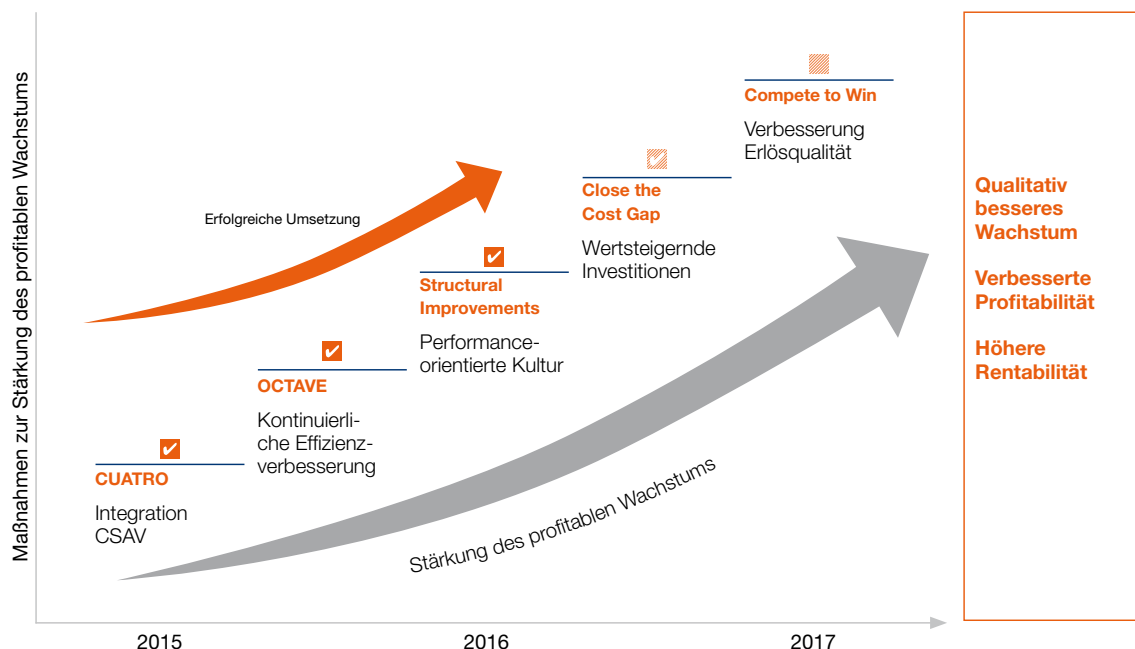 Maßnahmen zur Stärkung des profitablen Wachstums
Erfolgreiche Umsetzung
CUATRO
Integration
CSAV
OCTAVE
Kontinuierli-
che Effizienz-
verbesserung
Structural
Improvements
Performance-
orientierte Kultur
Close the
Cost Gap
Wertsteigernde
Investitionen
Compete to Win
Verbesserung
Erlösqualität
Stärkung des profitablen Wachstums
Qualitativ
besseres
Wachstum
Verbesserte
Profitabilität
Höhere
Rentabilität
2015
2016
2017